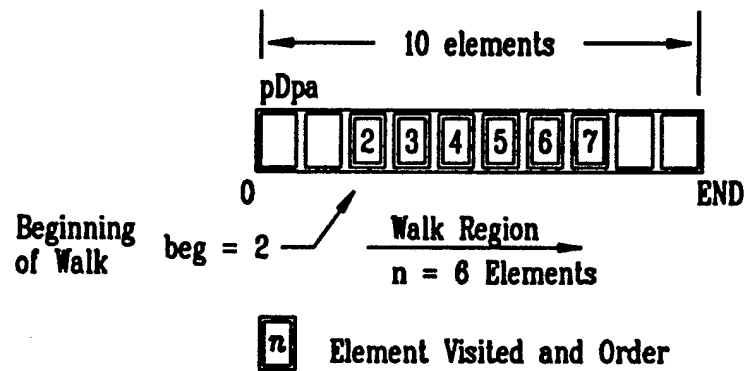 10 elements
pDpa
2 3 4 5 6 7
0 END
Beginning
of Walk
beg = 2
Walk Region
n = 6 Elements
n Element Visited and Order